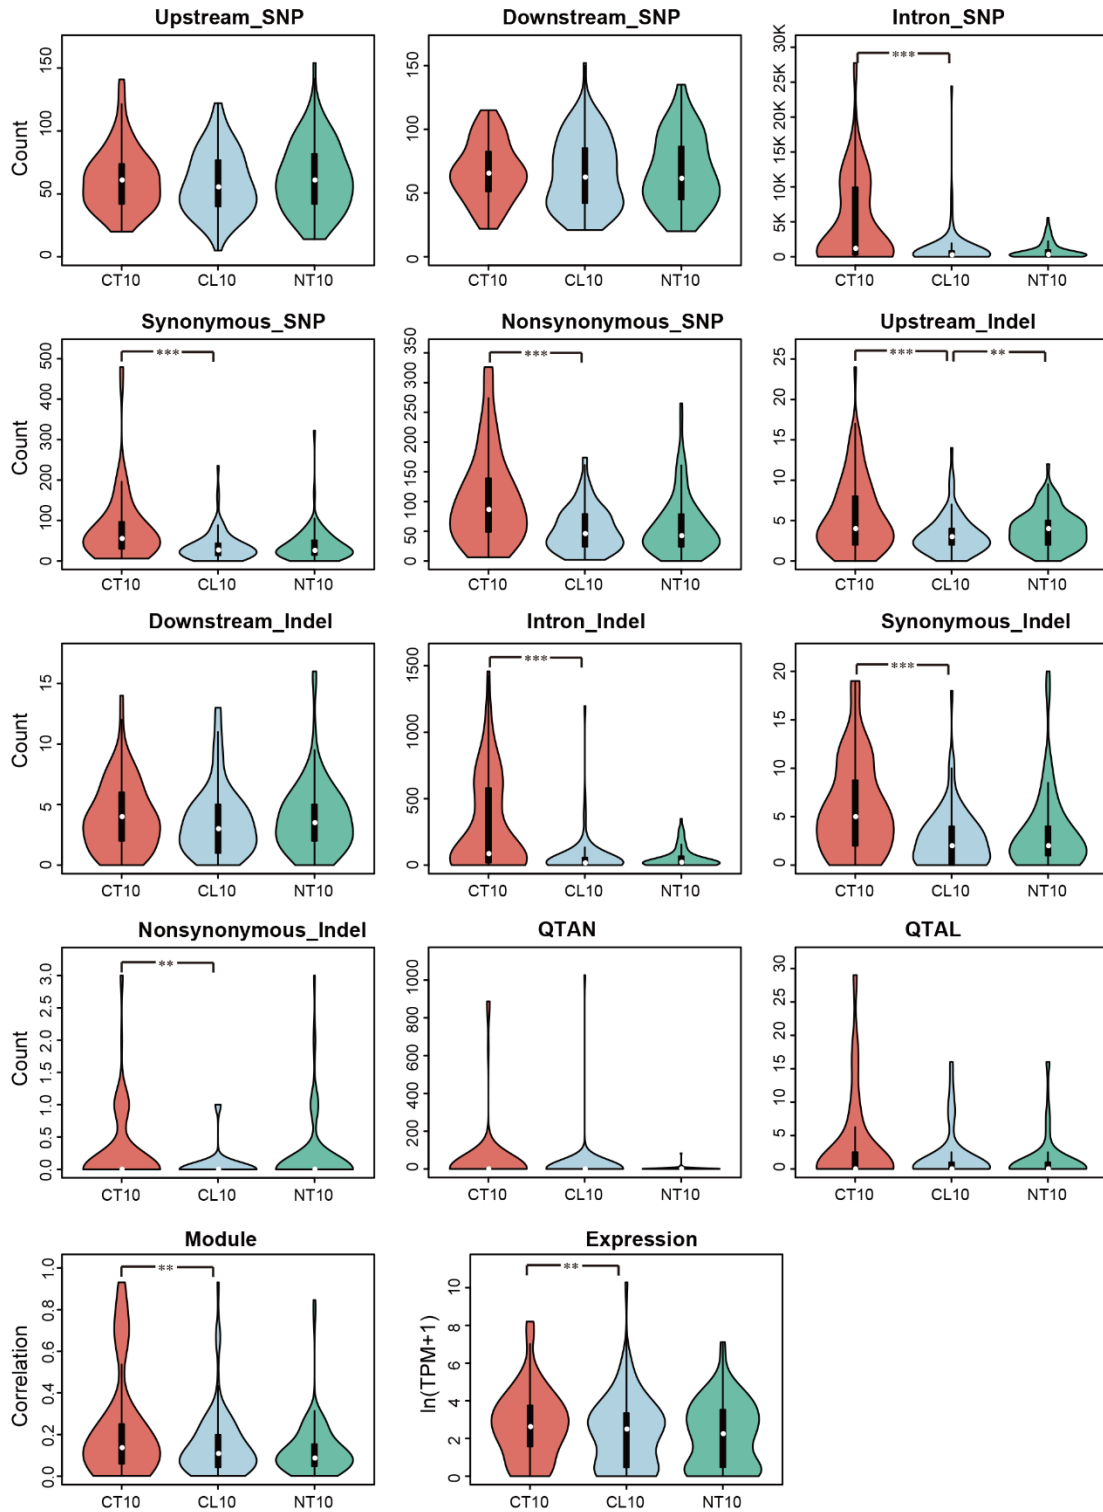 Upstream_SNP
Count
150
100
50
0
CT10 CL10 NT10
Downstream_SNP
150
100
50
0
CT10 CL10 NT10
Intron_SNP
30K
25K
20K
15K
10K
5K
0
***
CT10 CL10 NT10
Synonymous_SNP
Count
500
400
300
200
100
0
***
CT10 CL10 NT10
Nonsynonymous_SNP
350
300
250
200
150
100
50
0
***
CT10 CL10 NT10
Upstream_Indel
25
20
15
10
5
0
*** **
CT10 CL10 NT10
Downstream_Indel
Count
15
10
5
0
CT10 CL10 NT10
Intron_Indel
1500
1000
500
0
***
CT10 CL10 NT10
Synonymous_Indel
20
15
10
5
0
***
CT10 CL10 NT10
Nonsynonymous_Indel
Count
3.0
2.5
2.0
1.5
1.0
0.5
0.0
**
CT10 CL10 NT10
QTAN
1000
800
600
400
200
0
CT10 CL10 NT10
QTAL
30
25
20
15
10
5
0
CT10 CL10 NT10
Module
Correlation
1.0
0.8
0.6
0.4
0.2
0.0
**
CT10 CL10 NT10
Expression
ln(TPM+1)
10
8
6
4
2
0
**
CT10 CL10 NT10